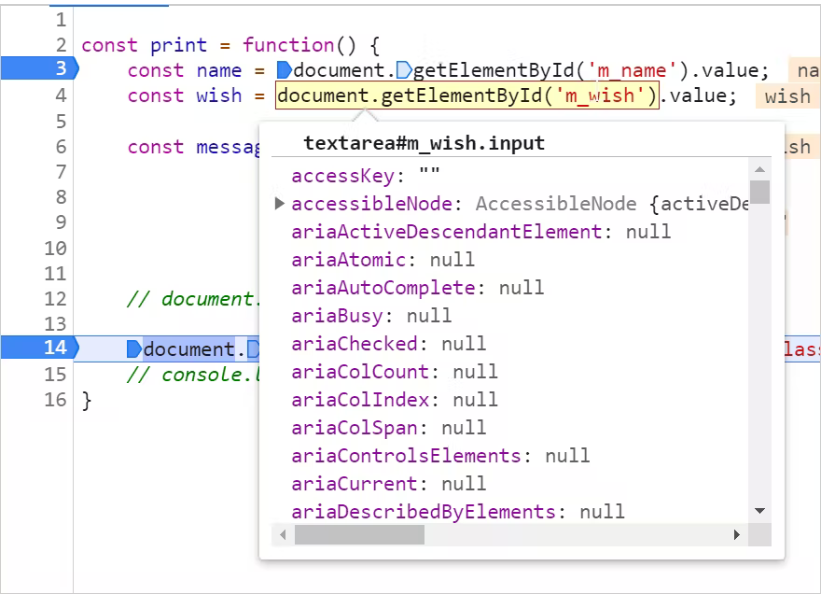 1
2 const print = function() {
3 const name = document.getElementById('m_name').value; na
4 const wish = document.getElementById('m_wish').value; wish
5
6 const messag sh
7
8
9
10
11
12 // document.
13
14 document. lass
15 // console.l
16 }
textarea#m_wish.input
accessKey: ""
accessibleNode: AccessibleNode {activeDe
ariaActiveDescendantElement: null
ariaAtomic: null
ariaAutoComplete: null
ariaBusy: null
ariaChecked: null
ariaColCount: null
ariaColIndex: null
ariaColSpan: null
ariaControlsElements: null
ariaCurrent: null
ariaDescribedByElements: null